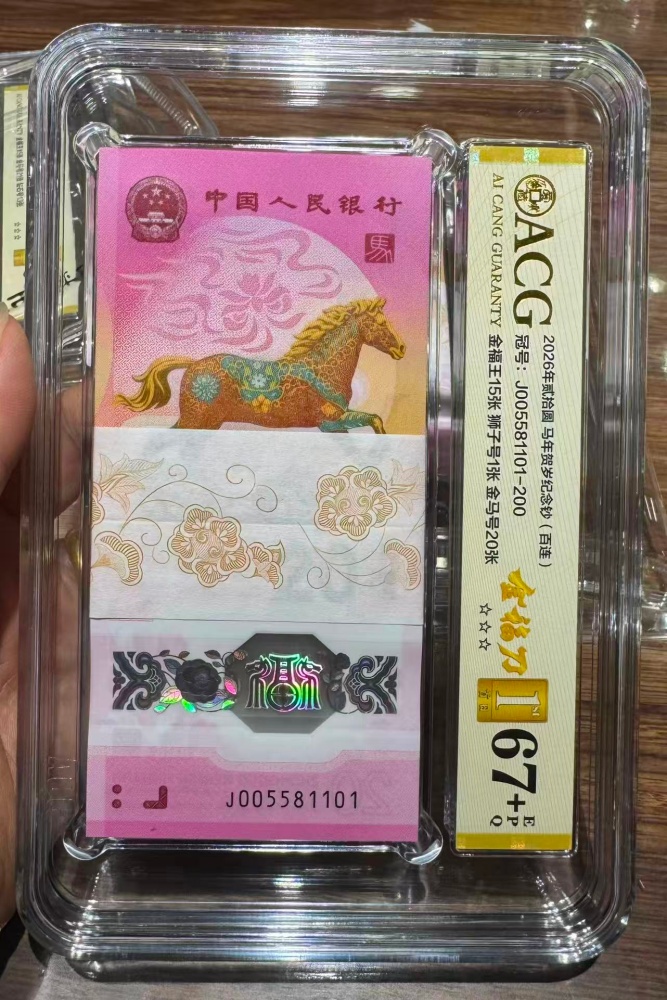 中国人民银行
馬
J005581101
ACG
AI CANG GUARANTY
2026年贰拾圆 马年贺岁纪念钞（百连）
冠号：J005581101-200
金福王15张 狮子号1张 金马号20张
金福刀
☆☆☆
67+
EPQ